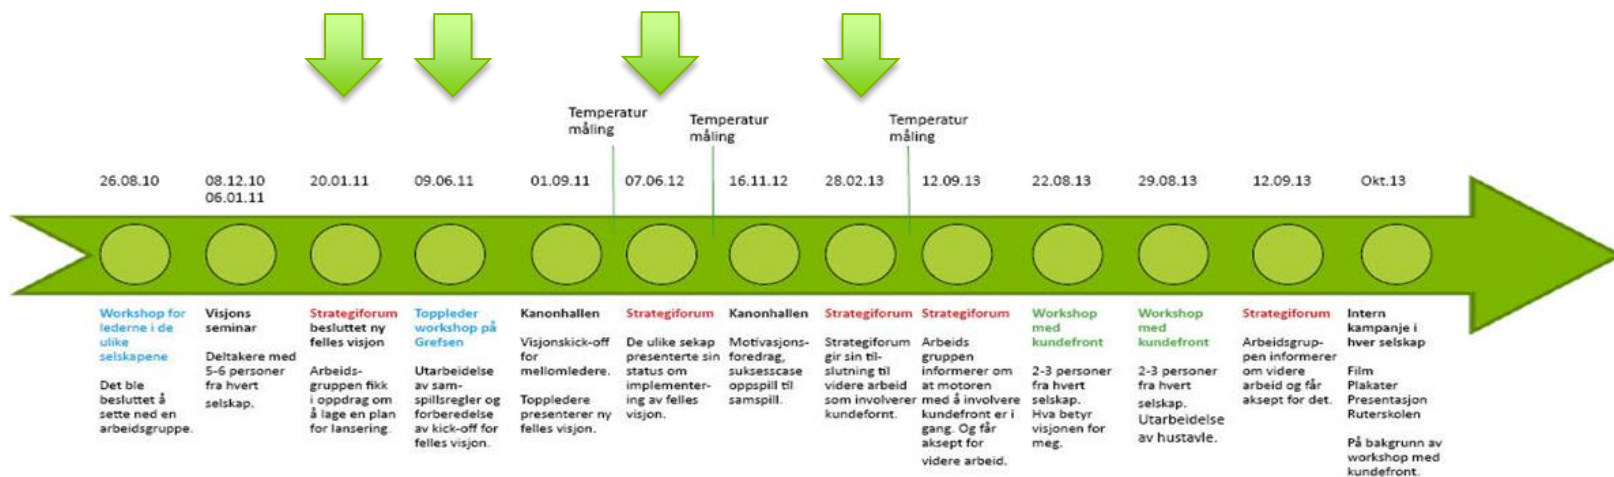 Temperatur
måling
Temperatur
måling
Temperatur
måling
26.08.10
08.12.10
06.01.11
20.01.11
09.06.11
01.09.11
07.06.12
16.11.12
28.02.13
12.09.13
22.08.13
29.08.13
12.09.13
Okt.13
Workshop for
lederne i de
ulike
selskapene
Det ble
besluttet å
sette ned en
arbeidsgruppe.
Visjons
seminar
Deltakere med
5-6 personer
fra hvert
selskap.
Strategiforum
besluttet ny
felles visjon
Arbeids-
gruppen fikk
i oppdrag om
å lage en plan
for lansering.
Toppleder
workshop på
Grefsen
Utarbeidelse
av sam-
spillsregler og
forberedelse
av kick-off for
felles visjon.
Kanonhallen
Visjonskick-off
for
mellomledere.
Toppledere
presenterer ny
felles visjon.
Strategiforum
De ulike sekap
presenterte sin
status om
implementer-
ing av felles
visjon.
Kanonhallen
Motivasjons-
foredrag,
suksesscase
oppspill til
samspill.
Strategiforum
Strategiforum
gir sin til-
slutning til
videre arbeid
som involverer
kundefornt.
Strategiforum
Arbeids
gruppen
informerer om
at motoren
med å involvere
kundefront er i
gang. Og får
aksept for
videre arbeid.
Workshop
med
kundefront
2-3 personer
fra hvert
selskap.
Hva betyr
visjonen for
meg.
Workshop
med
kundefront
2-3 personer
fra hvert
selskap.
Utarbeidelse
av hustavle.
Strategiforum
Arbeidsgrup-
pen informerer
om videre
arbeid og får
aksept for det.
Intern
kampanje i
hver selskap
Film
Plakater
Presentasjon
Ruterskolen
På bakgrunn av
workshop med
kundefront.